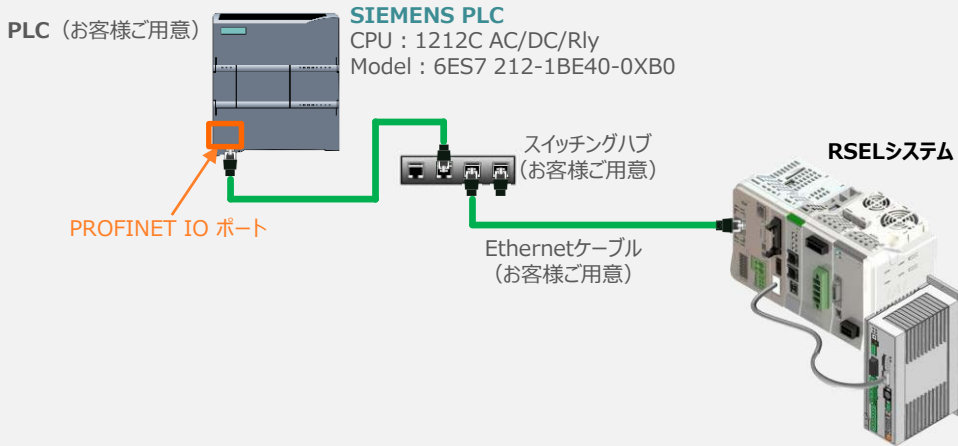 PLC（お客様ご用意）
SIEMENS PLC
CPU：1212C AC/DC/Rly
Model：6ES7 212-1BE40-0XB0
スイッチングハブ
（お客様ご用意）
RSELシステム
PROFINET IO ポート
Ethernetケーブル
（お客様ご用意）